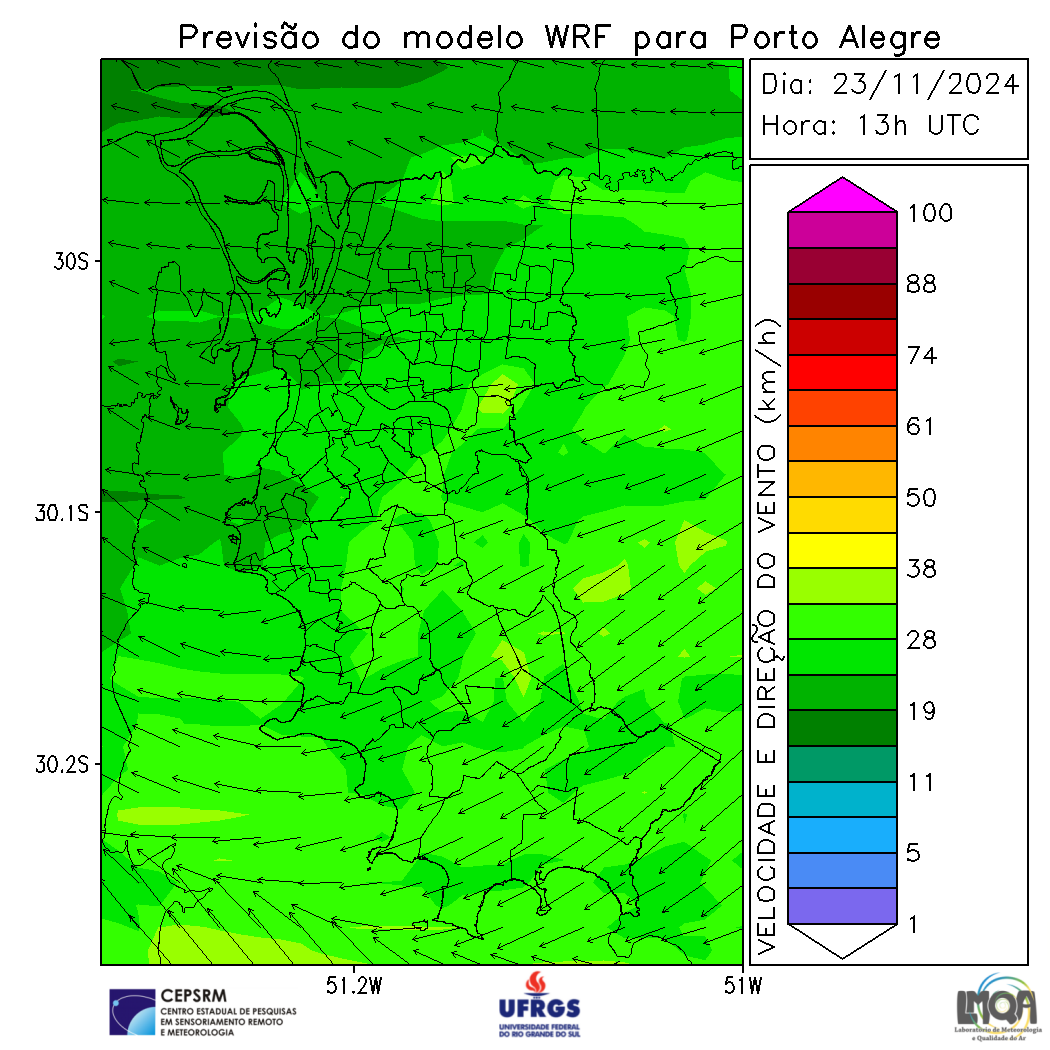 Previsão do modelo WRF para Porto Alegre
Dia: 23/11/2024
Hora: 13h UTC
30S
30.1S
30.2S
51.2W
51W
VELOCIDADE E DIREÇÃO DO VENTO (km/h)
100
88
74
61
50
38
28
19
11
5
1
CEPSRM
CENTRO ESTADUAL DE PESQUISAS
EM SENSORIAMENTO REMOTO
E METEOROLOGIA
UFRGS
UNIVERSIDADE FEDERAL
DO RIO GRANDE DO SUL
LMQA
Laboratório de Meteorologia
e Qualidade do Ar